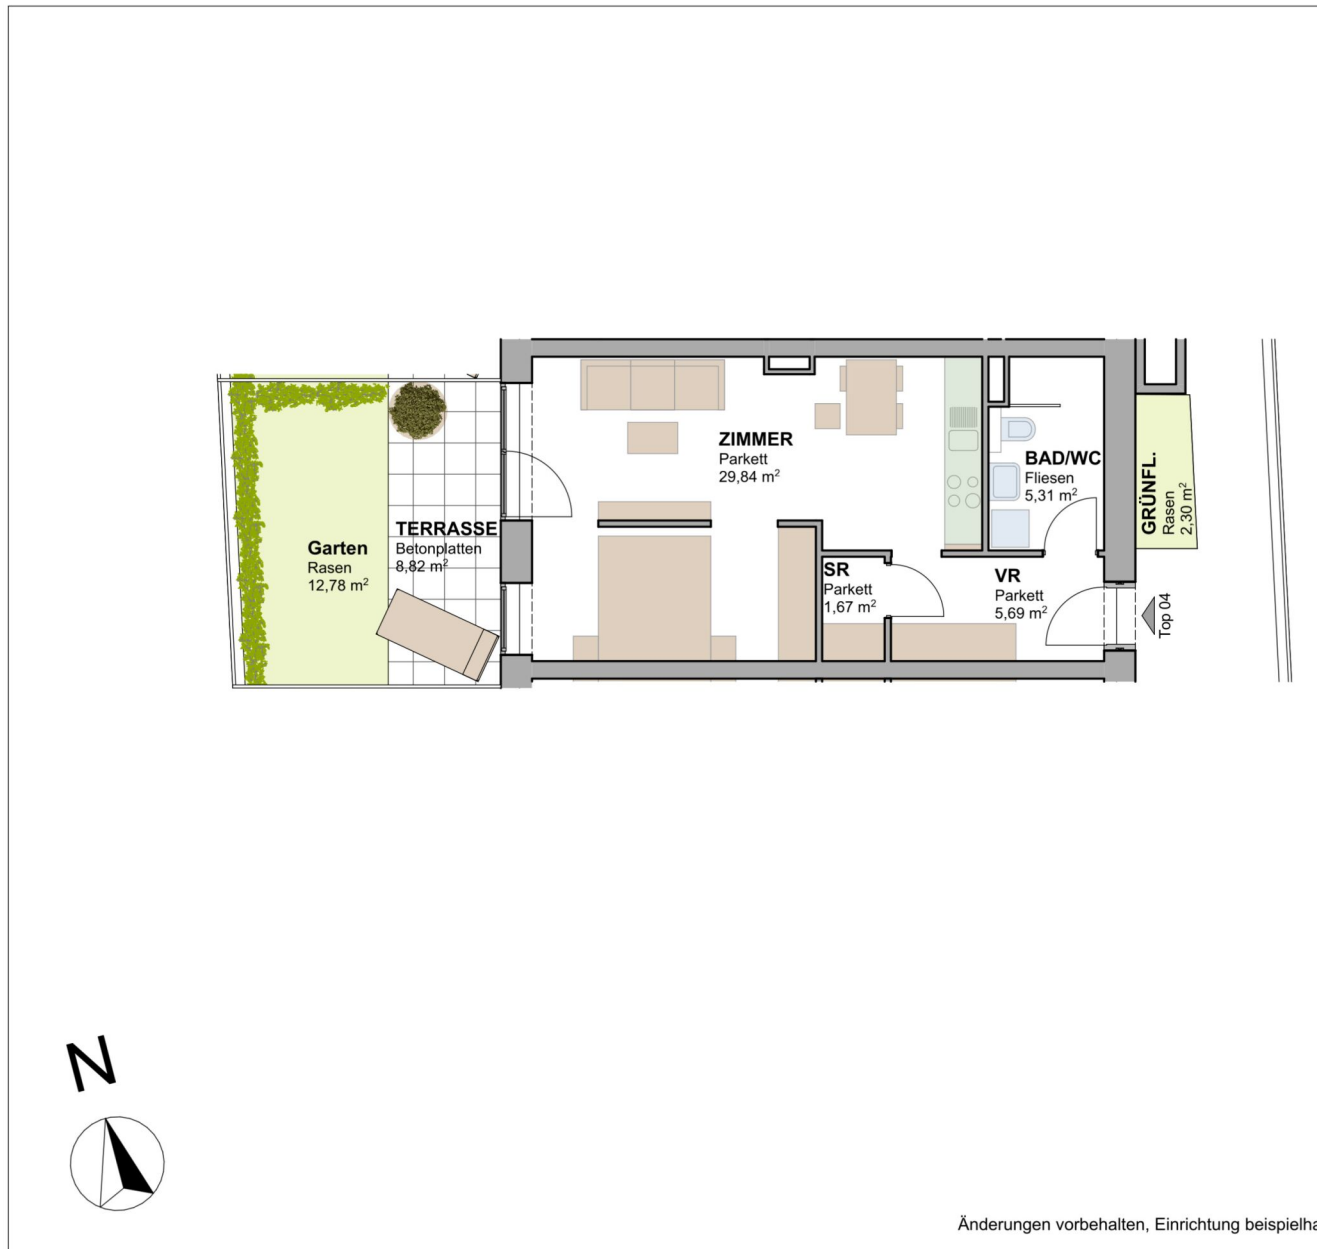 ZIMMER
Parkett
29,84 m²
BAD/WC
Fliesen
5,31 m²
GRÜNFL.
Rasen
2,30 m²
TERRASSE
Betonplatten
8,82 m²
Garten
Rasen
12,78 m²
SR
Parkett
1,67 m²
VR
Parkett
5,69 m²
Top 04
N
Änderungen vorbehalten, Einrichtung beispielha